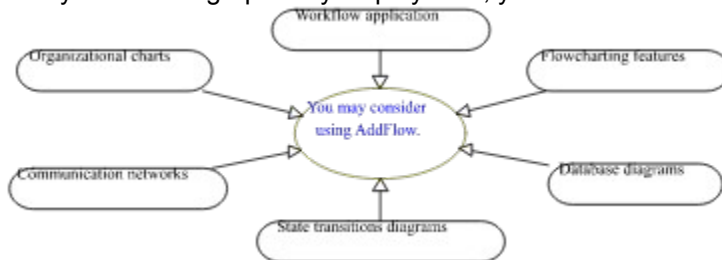 Workflow application
Organizational charts
Flowcharting features
You may consider
using AddFlow.
Communication networks
Database diagrams
State transitions diagrams